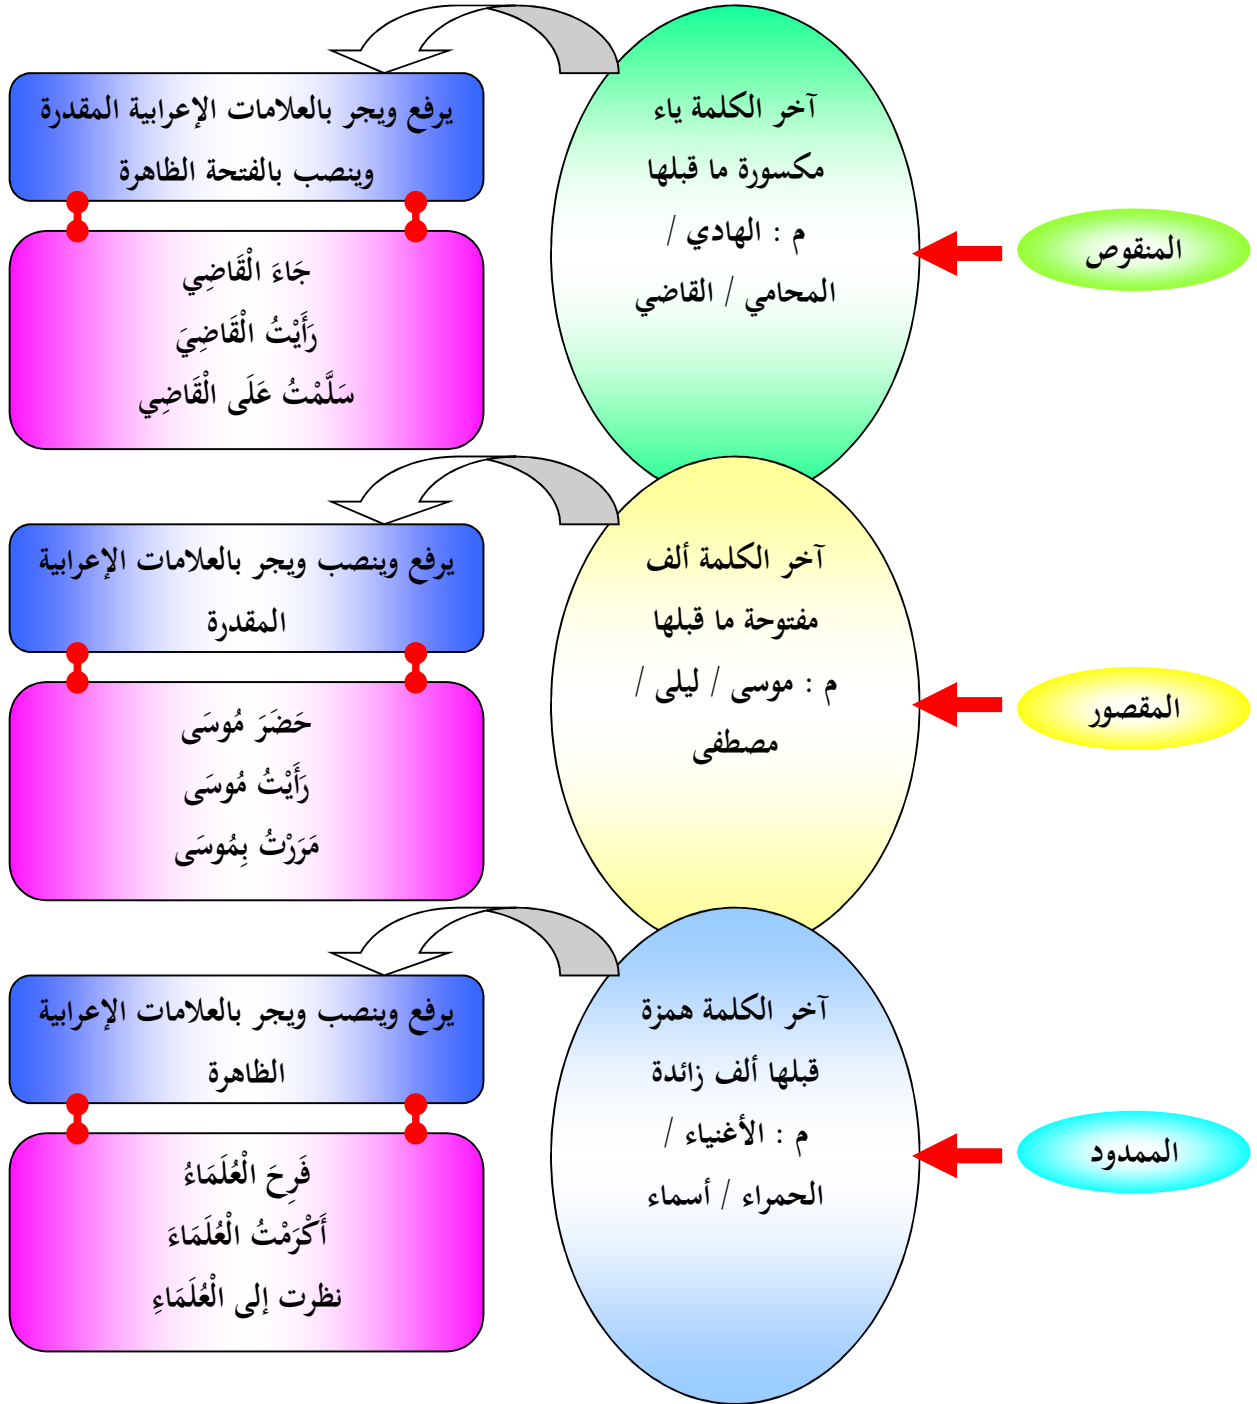 المنقوص
آخر الكلمة ياء
مكسورة ما قبلها
م : الهادي /
المحامي / القاضي
يرفع ويجر بالعلامات الإعرابية المقدرة
وينصب بالفتحة الظاهرة
جَاءَ الْقَاضِي
رَأَيْتُ الْقَاضِيَ
سَلَّمْتُ عَلَى الْقَاضِي
المقصور
آخر الكلمة ألف
مفتوحة ما قبلها
م : موسى / ليلى /
مصطفى
يرفع وينصب ويجر بالعلامات الإعرابية
المقدرة
حَضَرَ مُوسَى
رَأَيْتُ مُوسَى
مَرَرْتُ بِمُوسَى
الممدود
آخر الكلمة همزة
قبلها ألف زائدة
م : الأغنياء /
الحمراء / أسماء
يرفع وينصب ويجر بالعلامات الإعرابية
الظاهرة
فَرِحَ الْعُلَمَاءُ
أَكْرَمْتُ الْعُلَمَاءَ
نظرت إلى الْعُلَمَاءِ